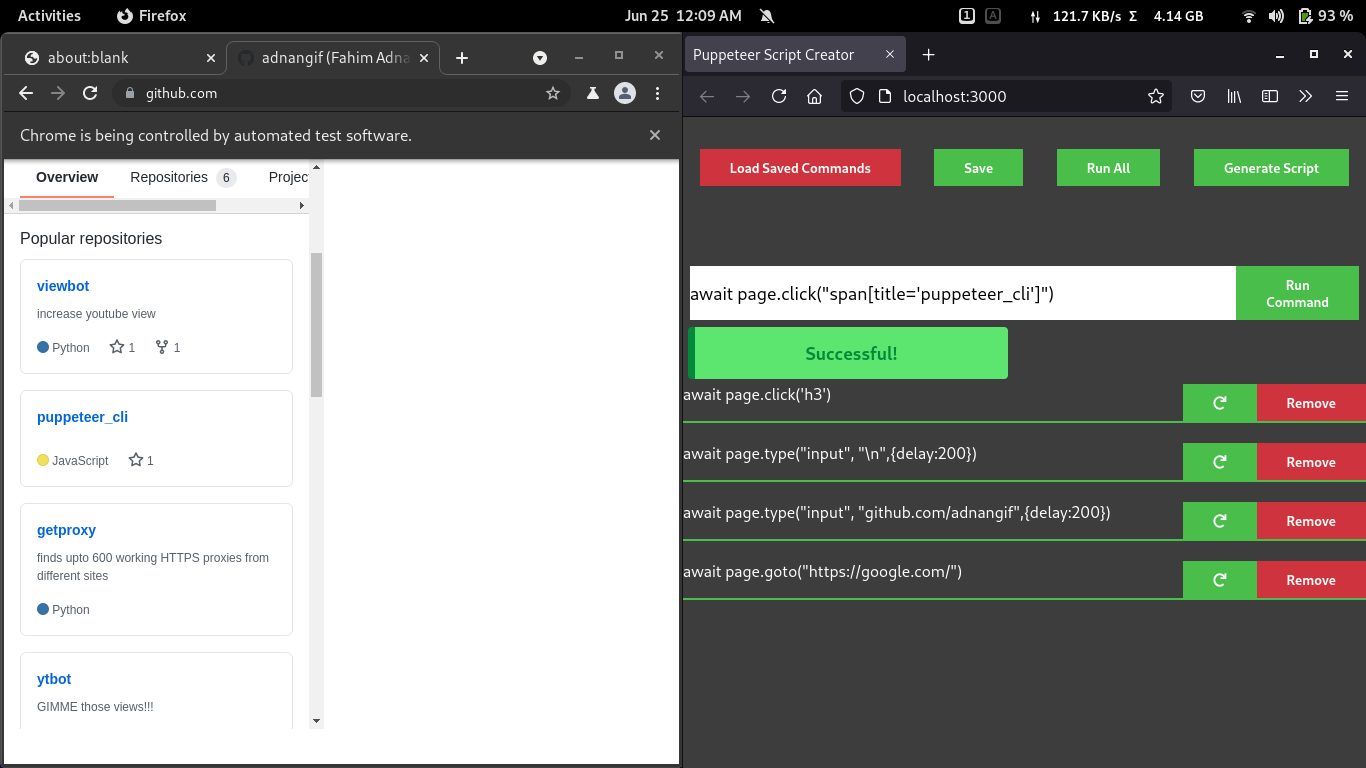 Activities
Firefox
Jun 25 12:09 AM
1 A
121.7 KB/s Σ 4.14 GB
93 %
about:blank
adnangif (Fahim Adna
github.com
Chrome is being controlled by automated test software.
Overview
Repositories 6
Projec
Popular repositories
viewbot
increase youtube view
Python 1 1
puppeteer_cli
JavaScript 1
getproxy
finds upto 600 working HTTPS proxies from
different sites
Python
ytbot
GIMME those views!!!
Puppeteer Script Creator
localhost:3000
Load Saved Commands
Save
Run All
Generate Script
await page.click("span[title='puppeteer_cli']")
Run
Command
Successful!
await page.click('h3')
Remove
await page.type("input", "\n",{delay:200})
Remove
await page.type("input", "github.com/adnangif",{delay:200})
Remove
await page.goto("https://google.com/")
Remove